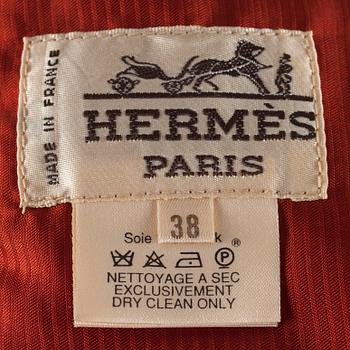 MADE IN FRANCE
HERMÈS
PARIS
38
Soie
NETTOYAGE A SEC
EXCLUSIVEMENT
DRY CLEAN ONLY